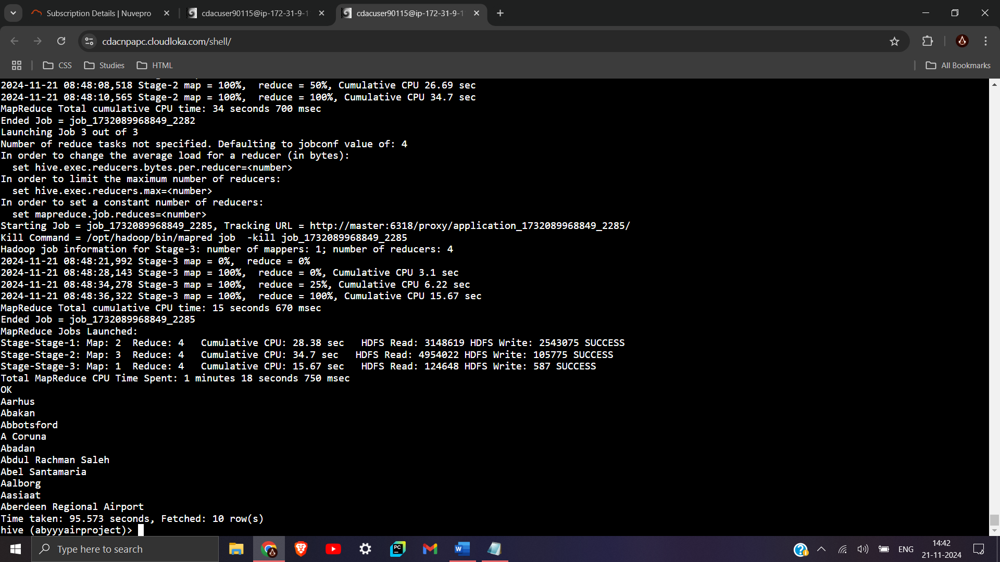 Subscription Details | Nuvepro
cdacuser90115@ip-172-31-9-1
cdacuser90115@ip-172-31-9-1
cdacnpapc.cloudloka.com/shell/
CSS
Studies
HTML
All Bookmarks
2024-11-21 08:48:08,518 Stage-2 map = 100%,  reduce = 50%, Cumulative CPU 26.69 sec
2024-11-21 08:48:10,565 Stage-2 map = 100%,  reduce = 100%, Cumulative CPU 34.7 sec
MapReduce Total cumulative CPU time: 34 seconds 700 msec
Ended Job = job_1732089968849_2282
Launching Job 3 out of 3
Number of reduce tasks not specified. Defaulting to jobconf value of: 4
In order to change the average load for a reducer (in bytes):
  set hive.exec.reducers.bytes.per.reducer=<number>
In order to limit the maximum number of reducers:
  set hive.exec.reducers.max=<number>
In order to set a constant number of reducers:
  set mapreduce.job.reduces=<number>
Starting Job = job_1732089968849_2285, Tracking URL = http://master:6318/proxy/application_1732089968849_2285/
Kill Command = /opt/hadoop/bin/mapred job  -kill job_1732089968849_2285
Hadoop job information for Stage-3: number of mappers: 1; number of reducers: 4
2024-11-21 08:48:21,992 Stage-3 map = 0%,  reduce = 0%
2024-11-21 08:48:28,143 Stage-3 map = 100%,  reduce = 0%, Cumulative CPU 3.1 sec
2024-11-21 08:48:34,278 Stage-3 map = 100%,  reduce = 25%, Cumulative CPU 6.22 sec
2024-11-21 08:48:36,322 Stage-3 map = 100%,  reduce = 100%, Cumulative CPU 15.67 sec
MapReduce Total cumulative CPU time: 15 seconds 670 msec
Ended Job = job_1732089968849_2285
MapReduce Jobs Launched:
Stage-Stage-1: Map: 2  Reduce: 4   Cumulative CPU: 28.38 sec   HDFS Read: 3148619 HDFS Write: 2543075 SUCCESS
Stage-Stage-2: Map: 3  Reduce: 4   Cumulative CPU: 34.7 sec   HDFS Read: 4954022 HDFS Write: 105775 SUCCESS
Stage-Stage-3: Map: 1  Reduce: 4   Cumulative CPU: 15.67 sec   HDFS Read: 124648 HDFS Write: 587 SUCCESS
Total MapReduce CPU Time Spent: 1 minutes 18 seconds 750 msec
OK
Aarhus
Abakan
Abbotsford
A Coruna
Abadan
Abdul Rachman Saleh
Abel Santamaria
Aalborg
Aasiaat
Aberdeen Regional Airport
Time taken: 95.573 seconds, Fetched: 10 row(s)
hive (abyyyairproject)>
Type here to search
PC
W
ENG
14:42
21-11-2024